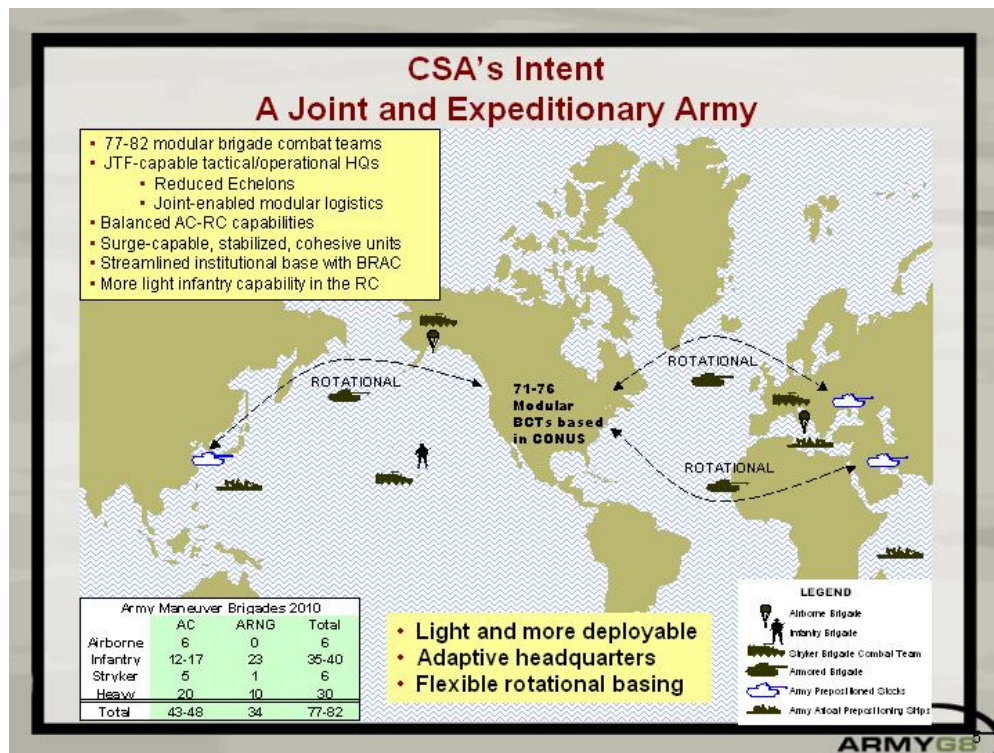 CSA's Intent
A Joint and Expeditionary Army
• 77-82 modular brigade combat teams
• JTF-capable tactical/operational HQs
• Reduced Echelons
• Joint-enabled modular logistics
• Balanced AC-RC capabilities
• Surge-capable, stabilized, cohesive units
• Streamlined institutional base with BRAC
• More light infantry capability in the RC
ROTATIONAL
71-76
Modular
BCTs based
in CONUS
ROTATIONAL
ROTATIONAL
Army Maneuver Brigades 2010
AC ARNG Total
Airborne 6 0 6
Infantry 12-17 23 35-40
Stryker 5 1 6
Heavy 20 10 30
Total 43-48 34 77-82
• Light and more deployable
• Adaptive headquarters
• Flexible rotational basing
LEGEND
Airborne Brigade
Infantry Brigade
Stryker Brigade Combat Team
Armored Brigade
Army Prepositioned Stocks
Army Afloat Prepositioning Ships
ARMYG8
5